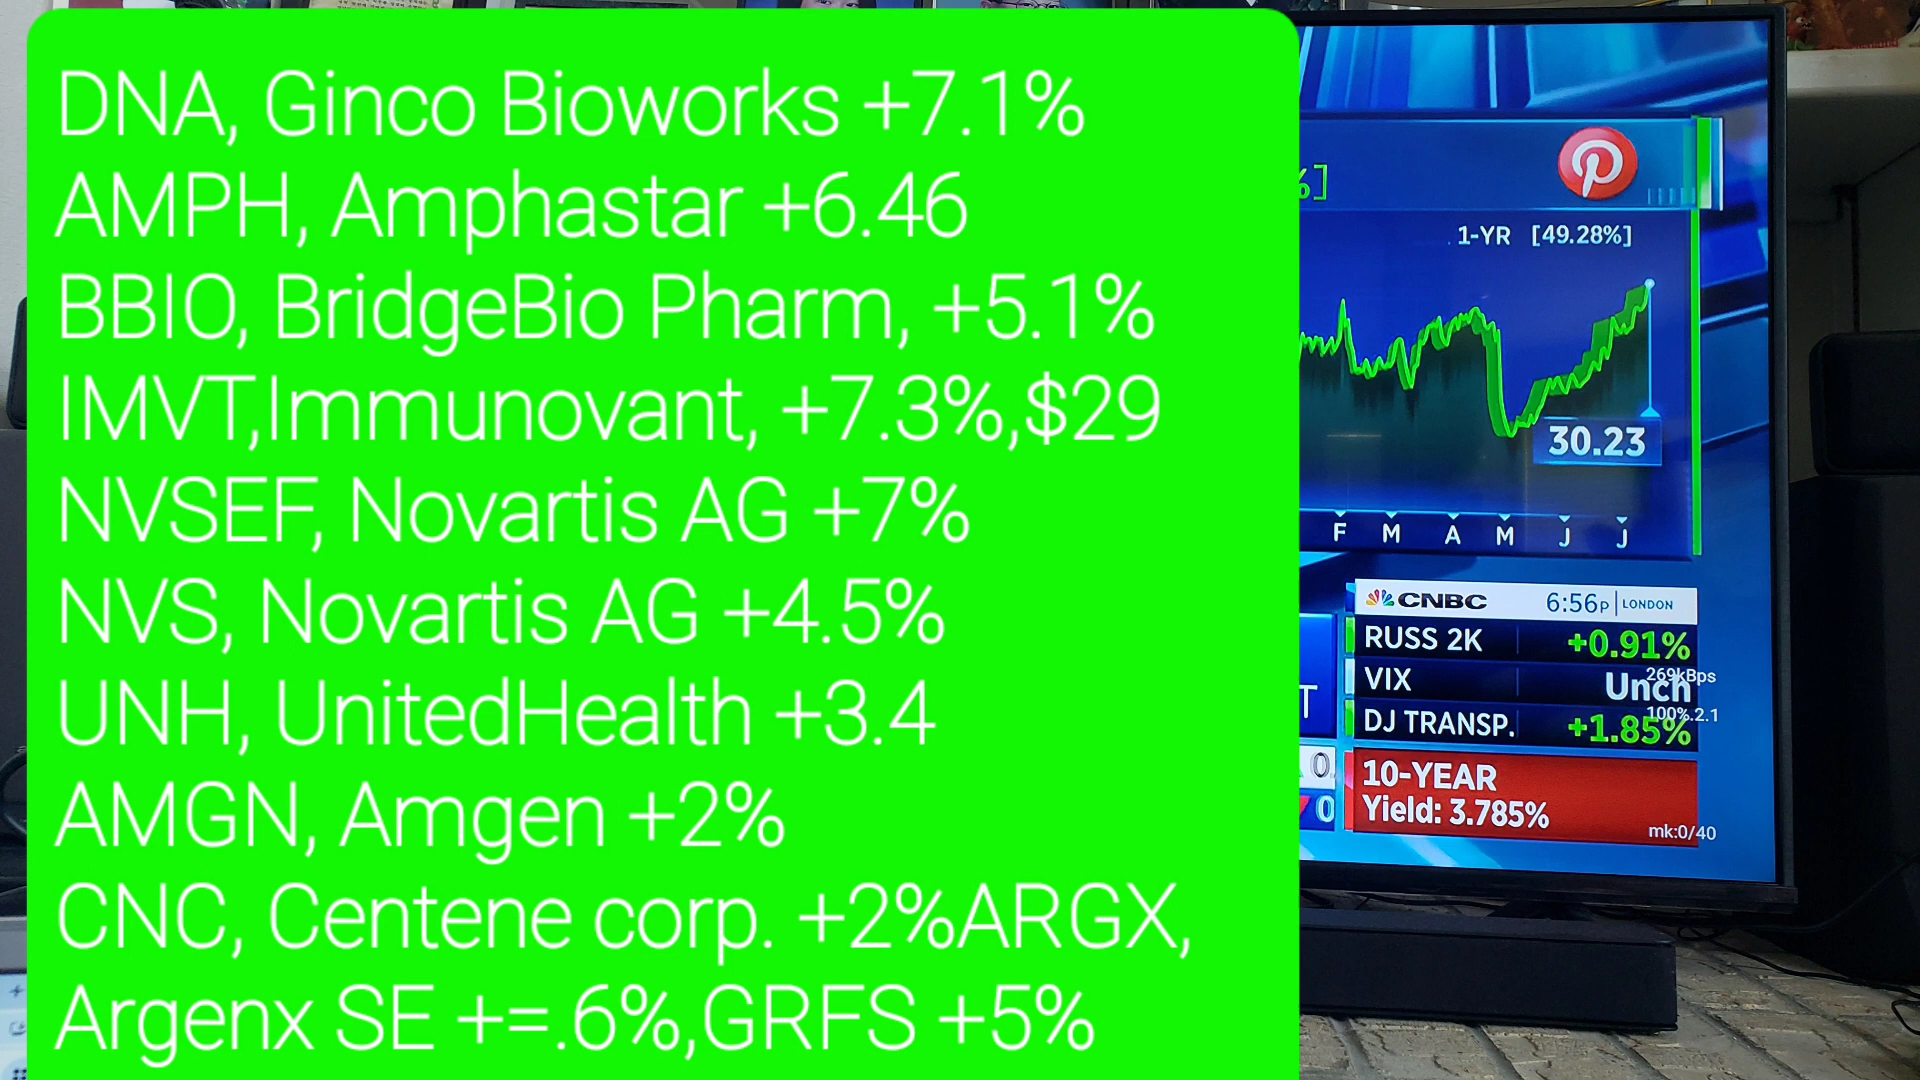 DNA, Ginco Bioworks +7.1%
AMPH, Amphastar +6.46
BBIO, BridgeBio Pharm, +5.1%
IMVT,Immunovant, +7.3%,$29
NVSEF, Novartis AG +7%
NVS, Novartis AG +4.5%
UNH, UnitedHealth +3.4
AMGN, Amgen +2%
CNC, Centene corp. +2%ARGX,
Argenx SE +=.6%,GRFS +5%
%]
1-YR [49.28%]
30.23
F M A M J J
CNBC 6:56P LONDON
RUSS 2K +0.91%
269kBps
VIX Unch
100%.2.1
DJ TRANSP. +1.85%
T
0
0
10-YEAR
Yield: 3.785%
mk:0/40